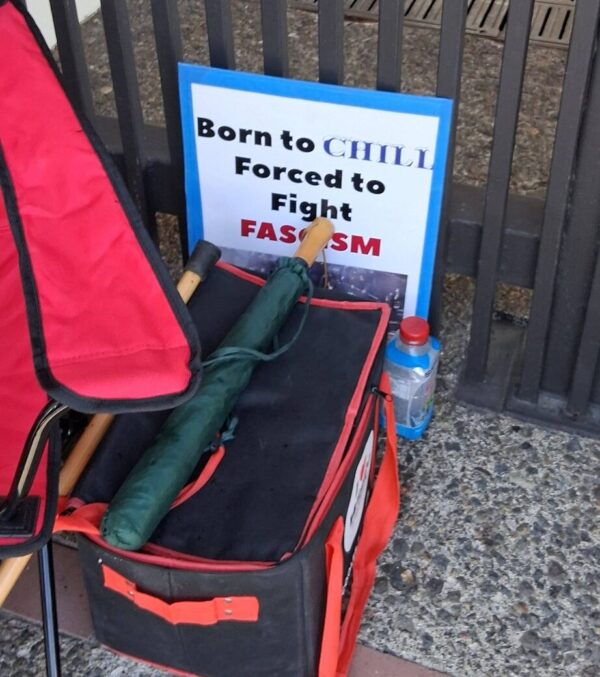 Born to CHILL
Forced to
Fight
FASCISM